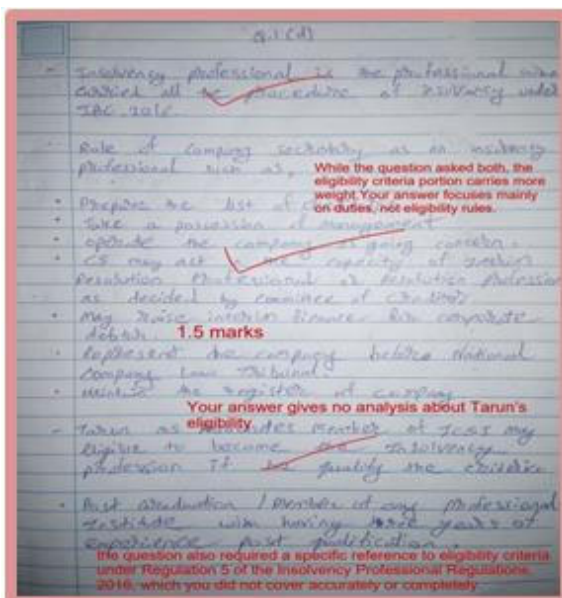 Q.1 (d)
- Insolvency professional is the professional who
carried all the procedure of insolvency under
IBC, 2016.
- Role of company secretary as an insolvency
professional such as,
While the question asked both, the
eligibility criteria portion carries more
weight.Your answer focuses mainly
on duties, not eligibility rules.
• Prepare the list of
• Take a possession of management
• operate the company a going concern.
• CS may act in the capacity of
Resolution Professional or Resolution Profession
as decided by committee of Creditors
• may raise interim finance for corporate
debtor.
1.5 marks
• Represent the company before National
Company Law Tribunal.
• the register of company
Your answer gives no analysis about Tarun's
eligibility
- Tarun as member of ICSI may
eligible to become the Insolvency
profession If he qualify the criteria
• Post Graduation / member of any professional
Institute with having three years of
experience post
the question also required a specific reference to eligibility criteria
under Regulation 5 of the Insolvency Professional Regulations,
2016, which you did not cover accurately or completely